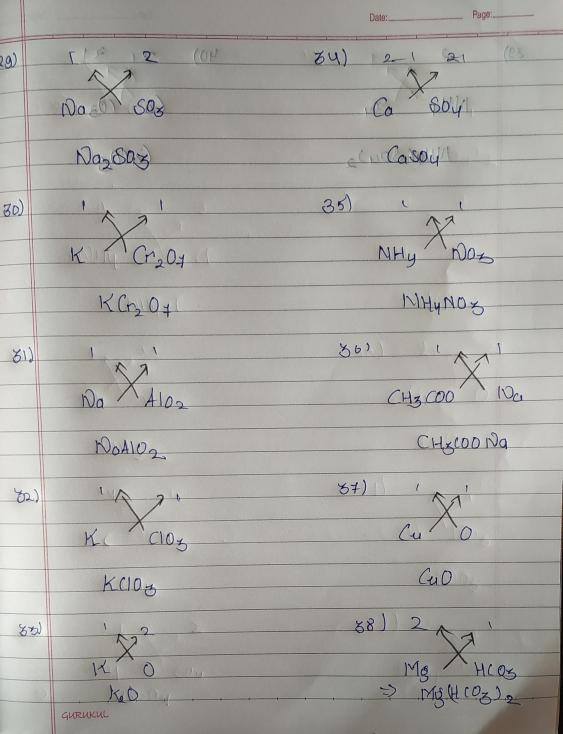 Date: Page:
29) 1 2
Na SO3
Na2SO3
30) 1 1
K Cr2O7
KCr2O7
31) 1 1
Na AlO2
NaAlO2
32) 1 1
K ClO3
KClO3
33) 1 2
K O
K2O
34) 2 1 2 1
Ca SO4
CaSO4
35) 1 1
NH4 NO3
NH4NO3
36) 1 1
CH3COO Na
CH3COONa
37) 1 1
Cu O
CuO
38) 2 1
Mg HCO3
⇒ Mg(HCO3)2
GURUKUL